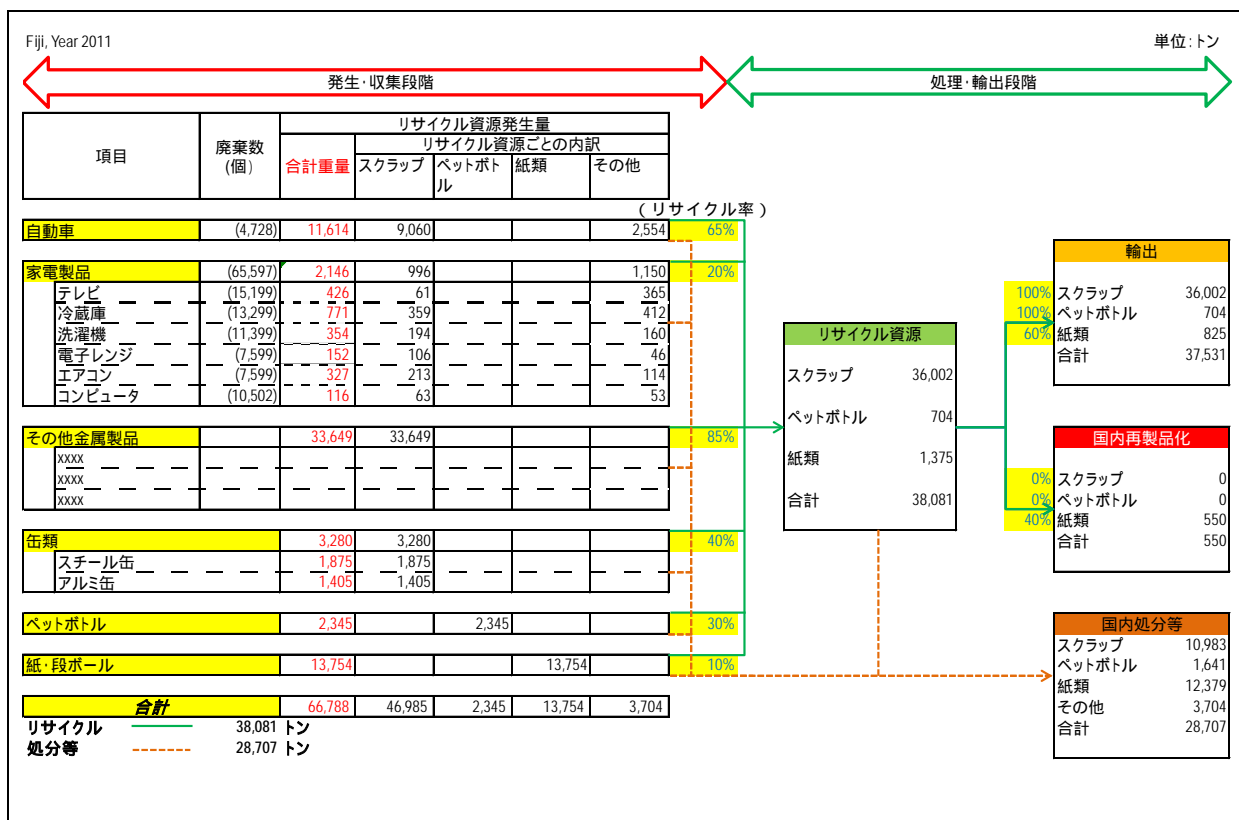 Fiji, Year 2011 単位：トン
発生・収集段階 処理・輸出段階
項目 廃棄数(個) リサイクル資源発生量
リサイクル資源ごとの内訳
合計重量 スクラップ ペットボトル 紙類 その他
（リサイクル率）
自動車 (4,728) 11,614 9,060 2,554 65%
家電製品 (65,597) 2,146 996 1,150 20%
テレビ (15,199) 426 61 365
冷蔵庫 (13,299) 771 359 412
洗濯機 (11,399) 354 194 160
電子レンジ (7,599) 152 106 46
エアコン (7,599) 327 213 114
コンピュータ (10,502) 116 63 53
その他金属製品 33,649 33,649 85%
xxxx
xxxx
xxxx
缶類 3,280 3,280 40%
スチール缶 1,875 1,875
アルミ缶 1,405 1,405
ペットボトル 2,345 2,345 30%
紙・段ボール 13,754 13,754 10%
合計 66,788 46,985 2,345 13,754 3,704
リサイクル 38,081 トン
処分等 28,707 トン
リサイクル資源
スクラップ 36,002
ペットボトル 704
紙類 1,375
合計 38,081
輸出
100% スクラップ 36,002
100% ペットボトル 704
60% 紙類 825
合計 37,531
国内再製品化
0% スクラップ 0
0% ペットボトル 0
40% 紙類 550
合計 550
国内処分等
スクラップ 10,983
ペットボトル 1,641
紙類 12,379
その他 3,704
合計 28,707